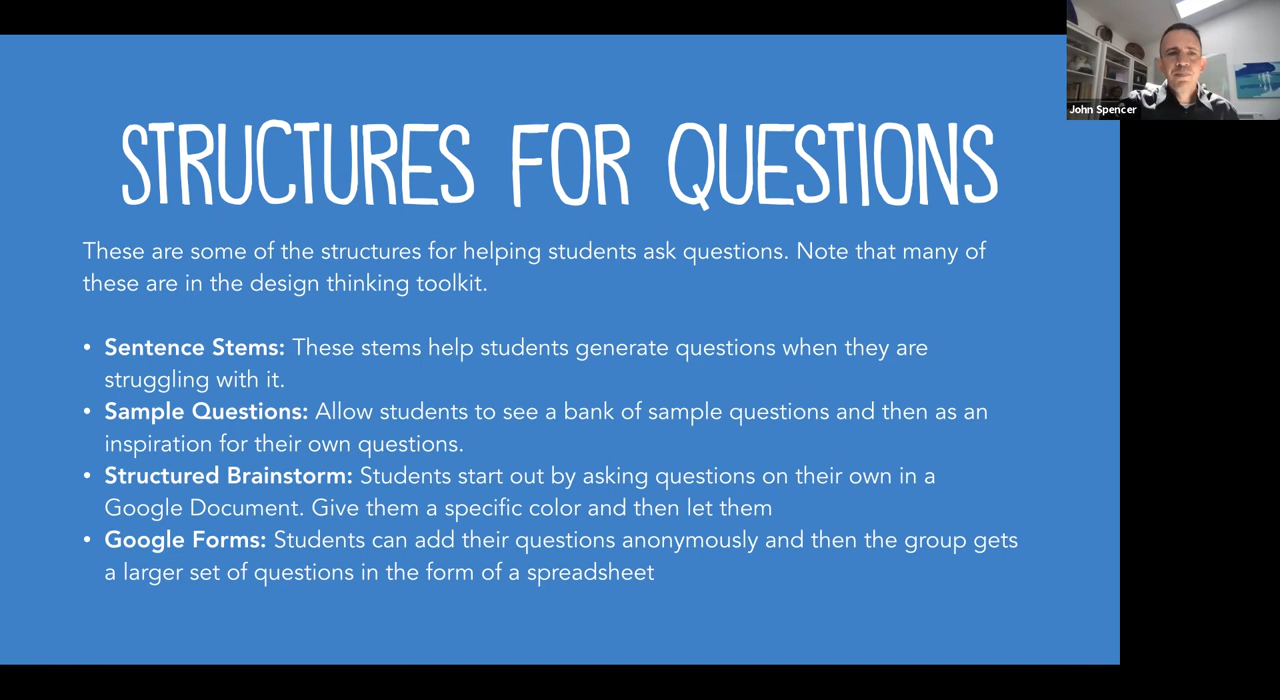 STRUCTURES FOR QUESTIONS
These are some of the structures for helping students ask questions. Note that many of
these are in the design thinking toolkit.
• Sentence Stems: These stems help students generate questions when they are
struggling with it.
• Sample Questions: Allow students to see a bank of sample questions and then as an
inspiration for their own questions.
• Structured Brainstorm: Students start out by asking questions on their own in a
Google Document. Give them a specific color and then let them
• Google Forms: Students can add their questions anonymously and then the group gets
a larger set of questions in the form of a spreadsheet
John Spencer